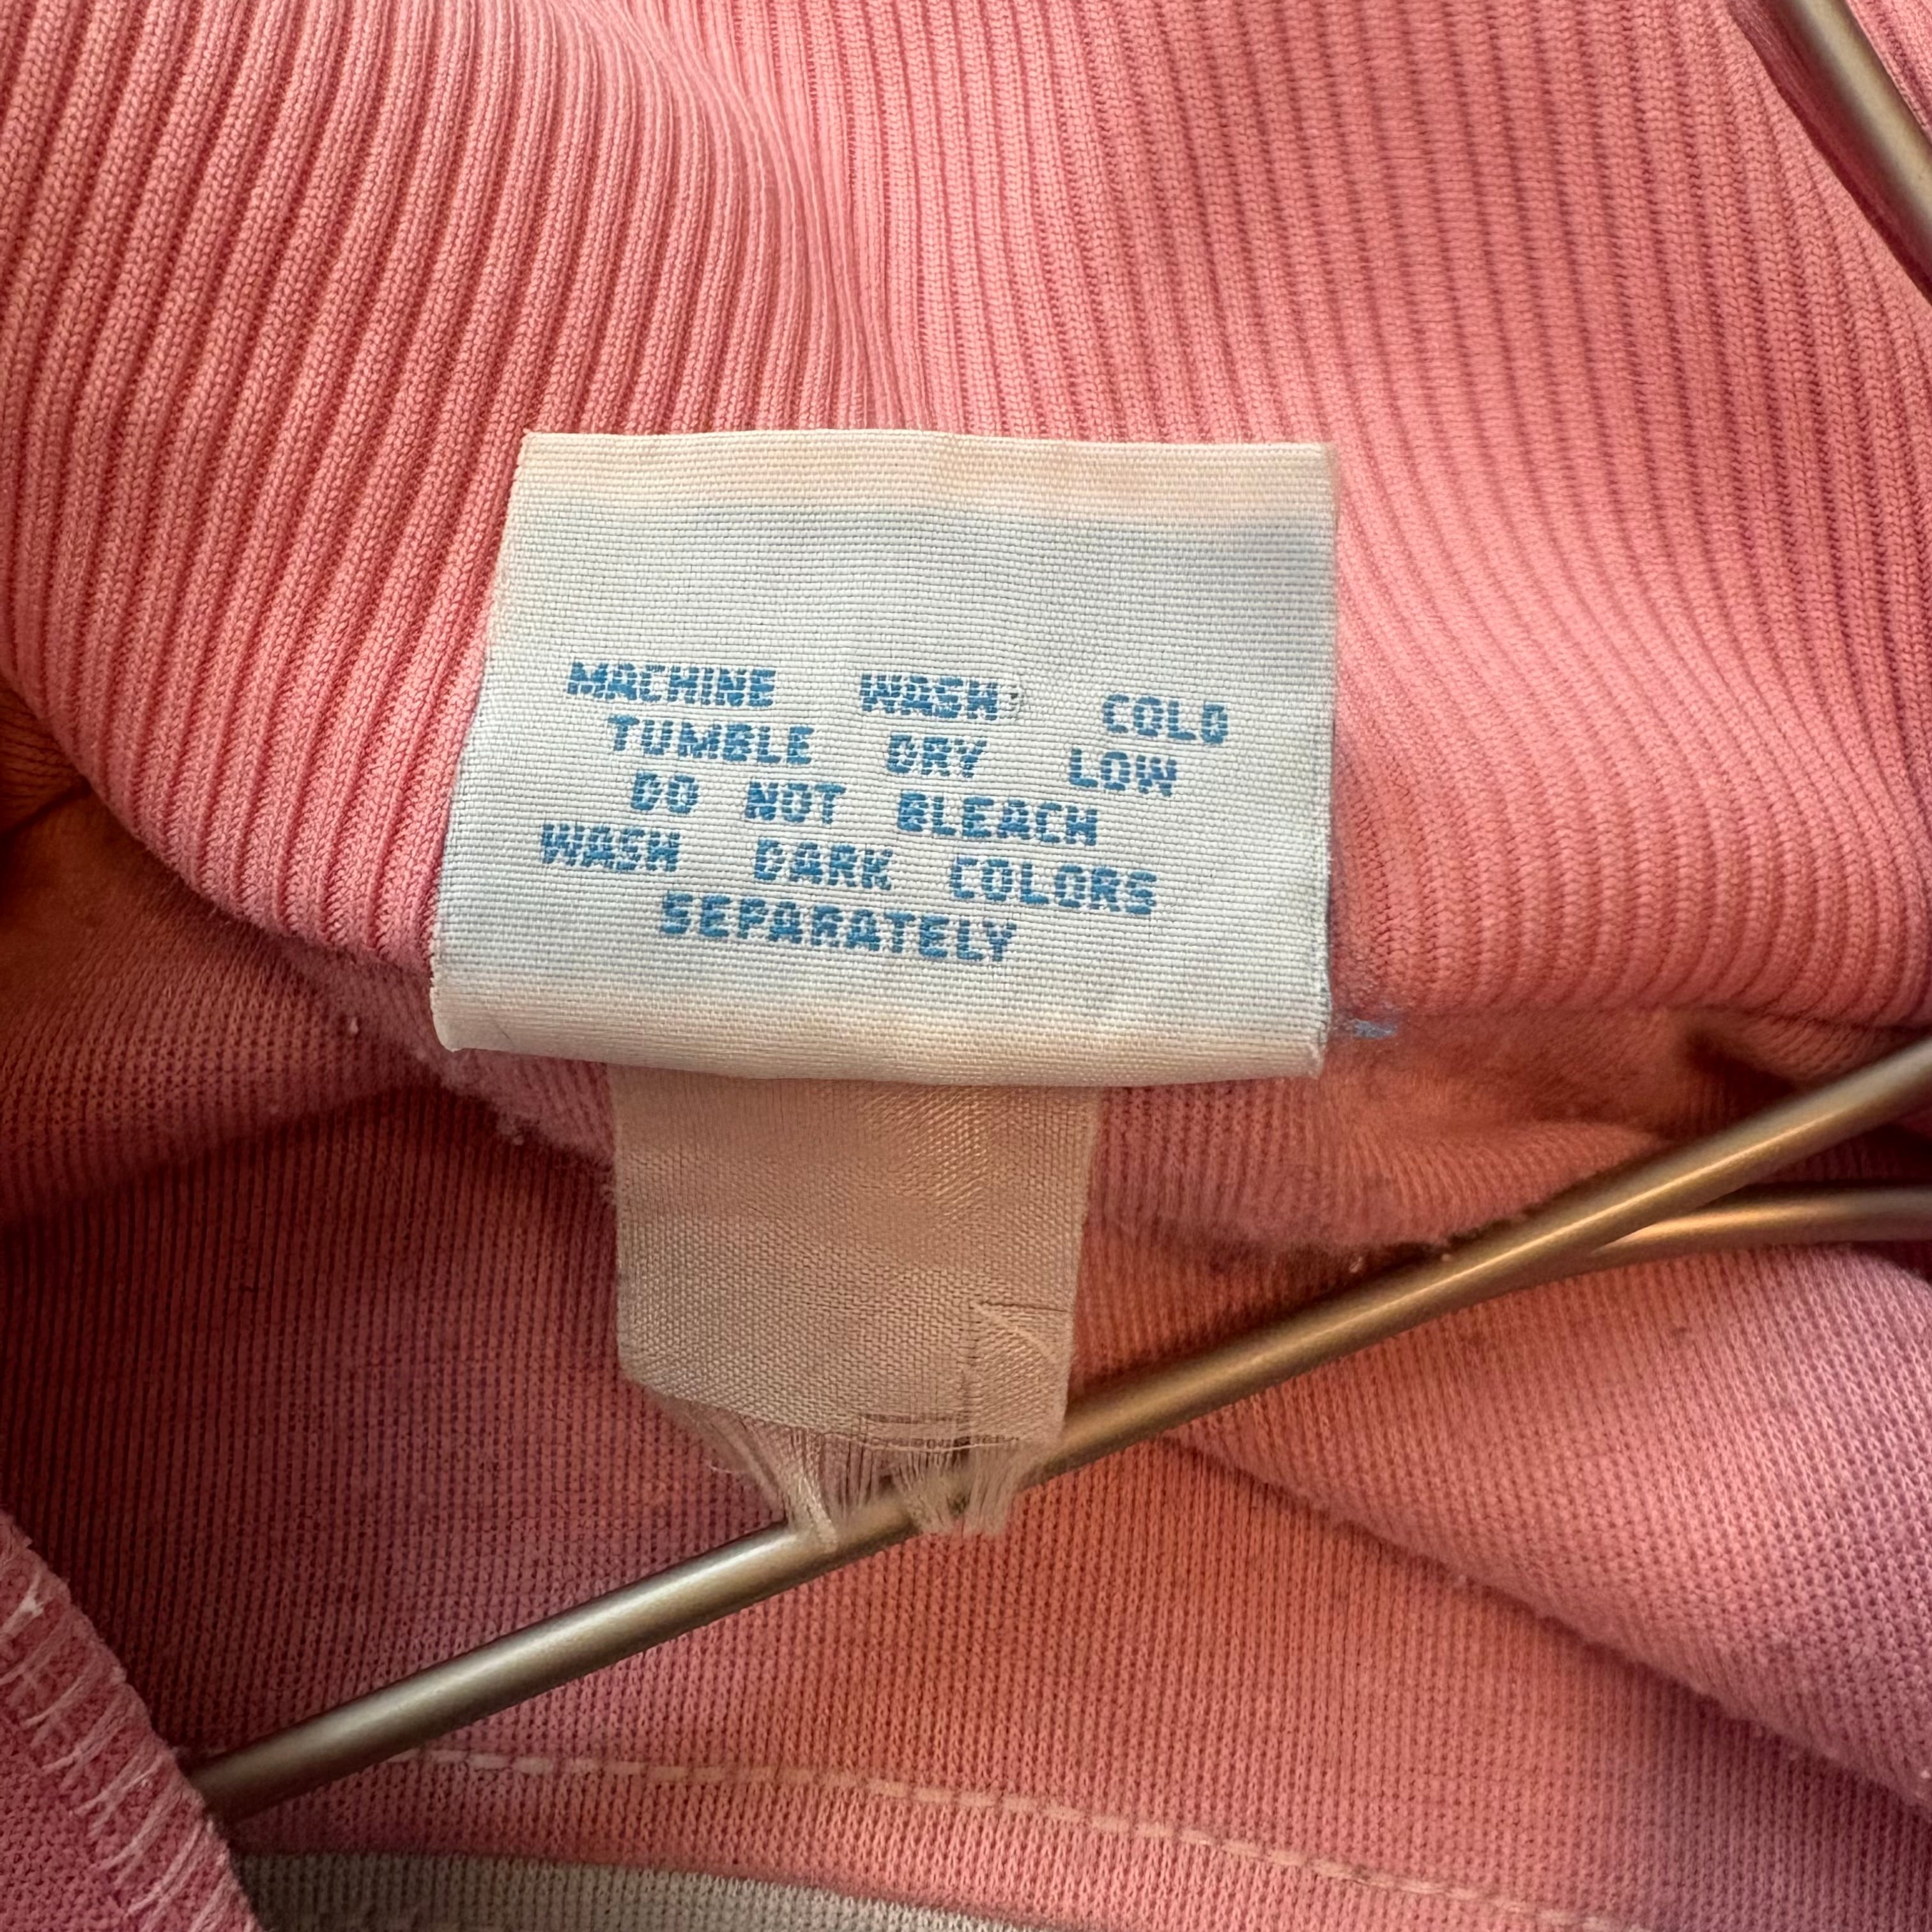 MACHINE WASH COLD
TUMBLE DRY LOW
DO NOT BLEACH
WASH DARK COLORS
SEPARATELY